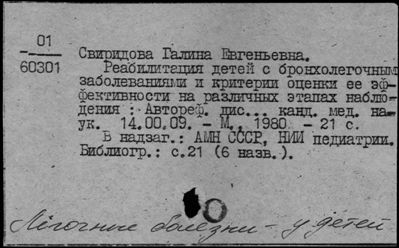 01
60301
Свиридова Галина Евгеньевна.
Реабилитация детей с бронхолегочным
заболеваниями и критерии оценки ее эф-
фективности на различных этапах наблю-
дения : Автореф. дис... канд. мед. на-
ук. 14.00.09. - М., 1980 - 21 с.
В надзаг.: АМН СССР, НИИ педиатрии.
Библиогр.: с.21 (6 назв.).
Лёгочные болезни - у детей